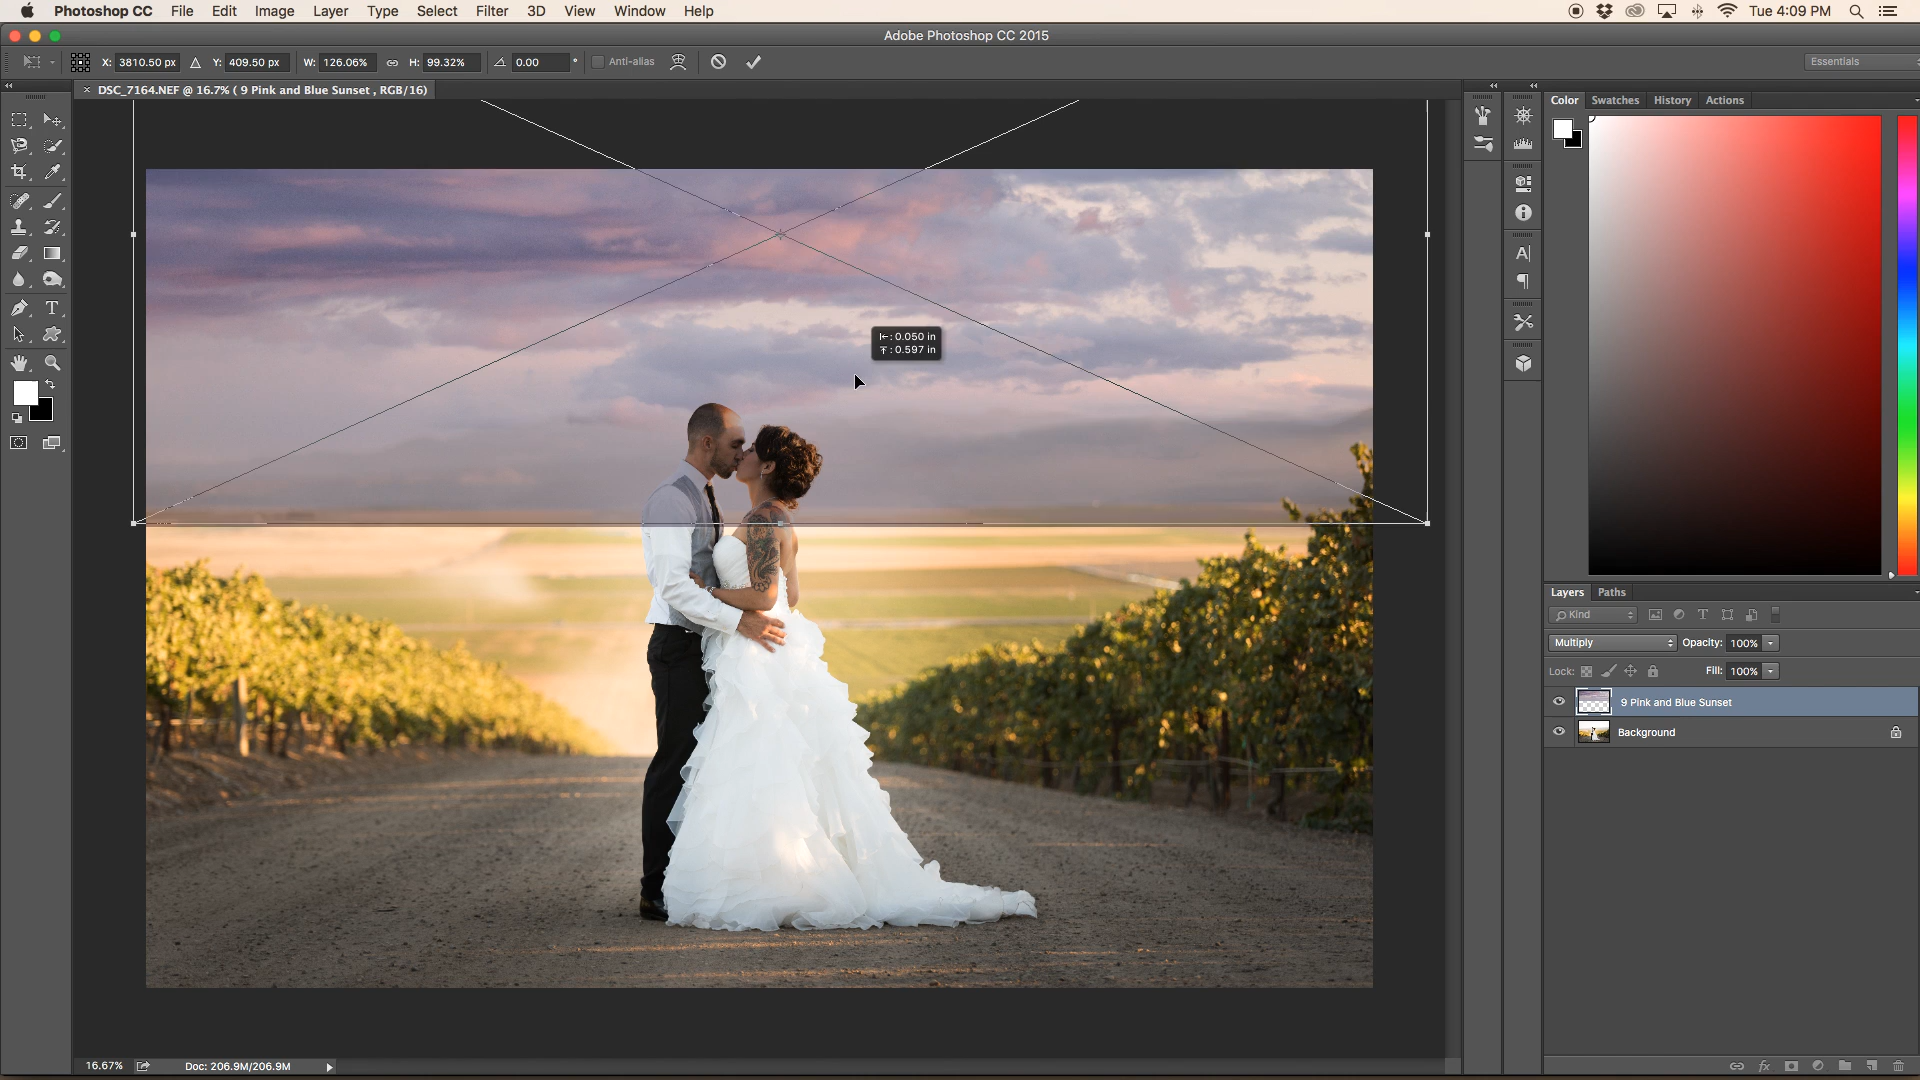 Photoshop CC File Edit Image Layer Type Select Filter 3D View Window Help Tue 4:09 PM
Adobe Photoshop CC 2015
X: 3810.50 px Y: 409.50 px W: 126.06% H: 99.32% 0.00 ° Anti-alias Essentials
× DSC_7164.NEF @ 16.7% ( 9 Pink and Blue Sunset , RGB/16)
Color Swatches History Actions
: 0.050 in
: 0.597 in
Layers Paths
Kind
Multiply Opacity: 100%
Lock: Fill: 100%
9 Pink and Blue Sunset
Background
16.67% Doc: 206.9M/206.9M
fx